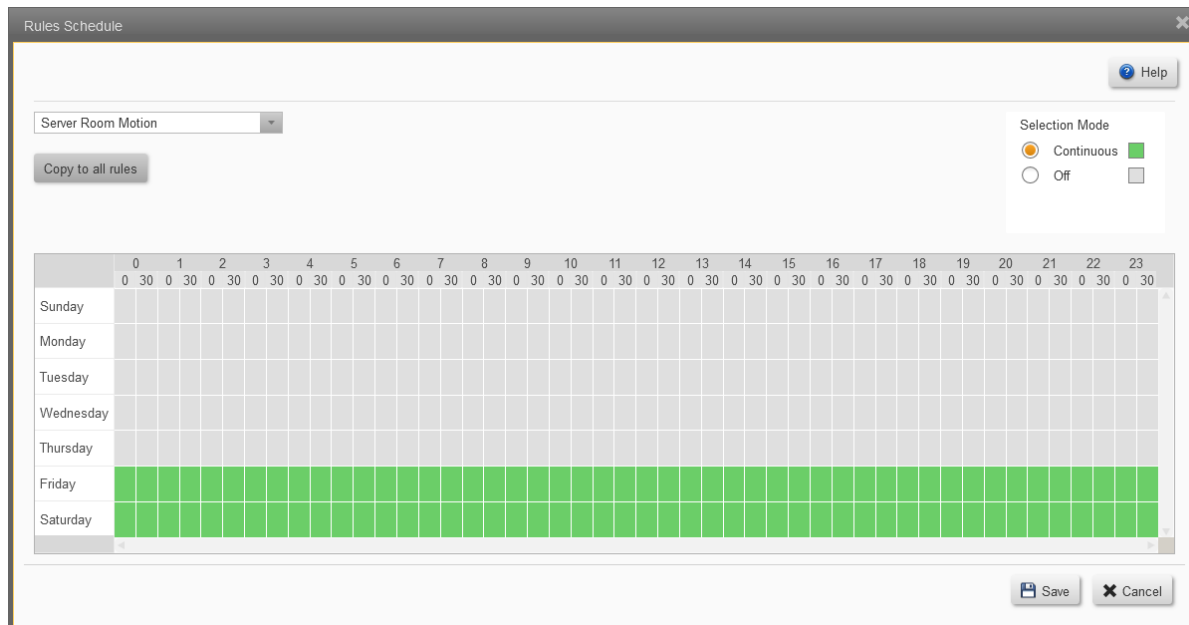 Rules Schedule
Help
Server Room Motion
Selection Mode
Continuous
Off
Copy to all rules
0 1 2 3 4 5 6 7 8 9 10 11 12 13 14 15 16 17 18 19 20 21 22 23
0 30 0 30 0 30 0 30 0 30 0 30 0 30 0 30 0 30 0 30 0 30 0 30 0 30 0 30 0 30 0 30 0 30 0 30 0 30 0 30 0 30 0 30 0 30 0 30
Sunday
Monday
Tuesday
Wednesday
Thursday
Friday
Saturday
Save Cancel